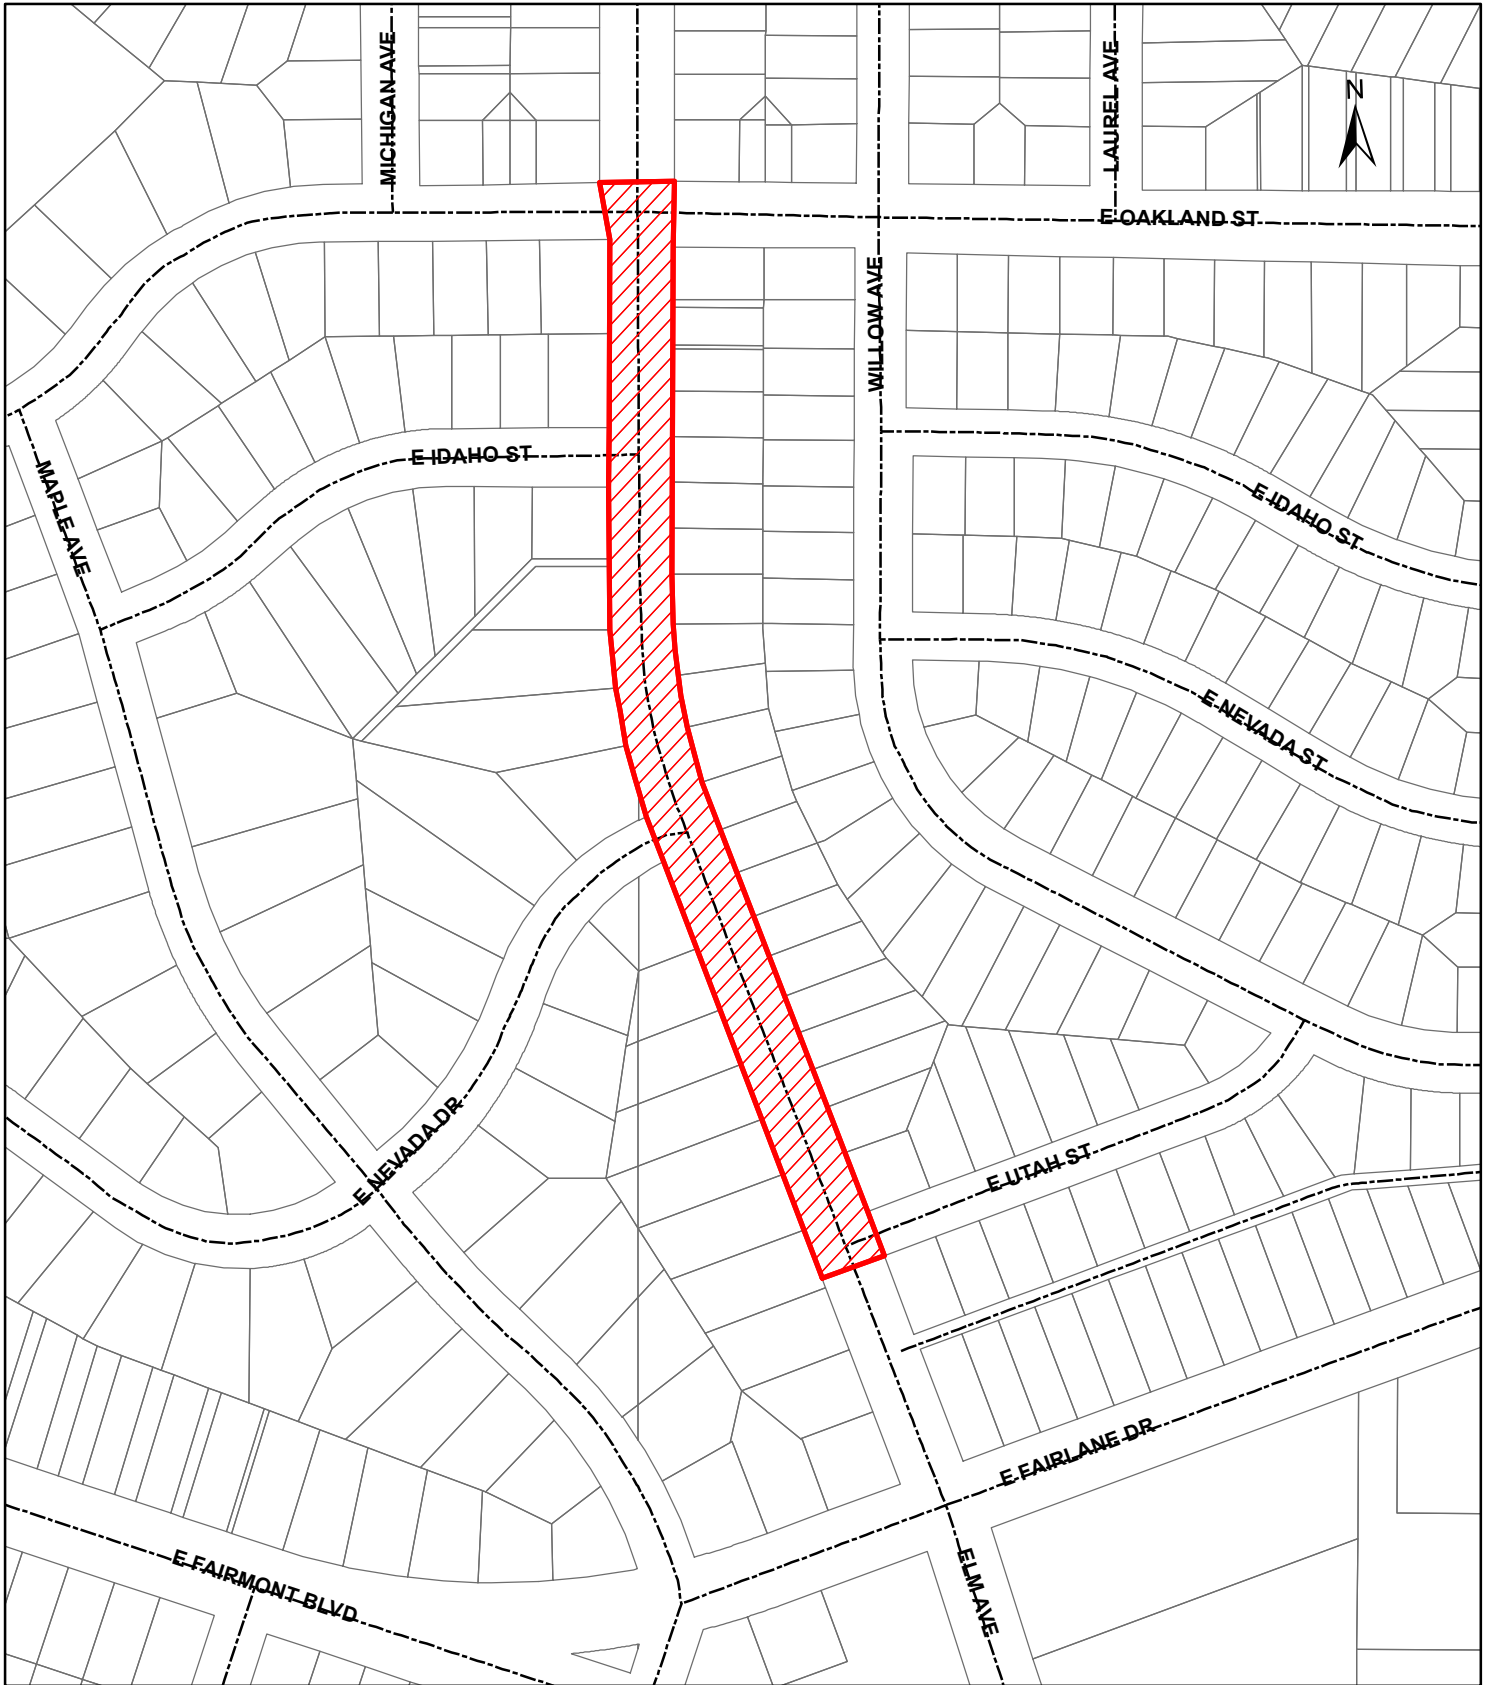 MICHIGAN AVE
LAUREL AVE
N
E OAKLAND ST
WILLOW AVE
E IDAHO ST
MAPLE AVE
E IDAHO ST
E NEVADA ST
E NEVADA DR
E UTAH ST
E FAIRLANE DR
E FAIRMONT BLVD
ELM AVE